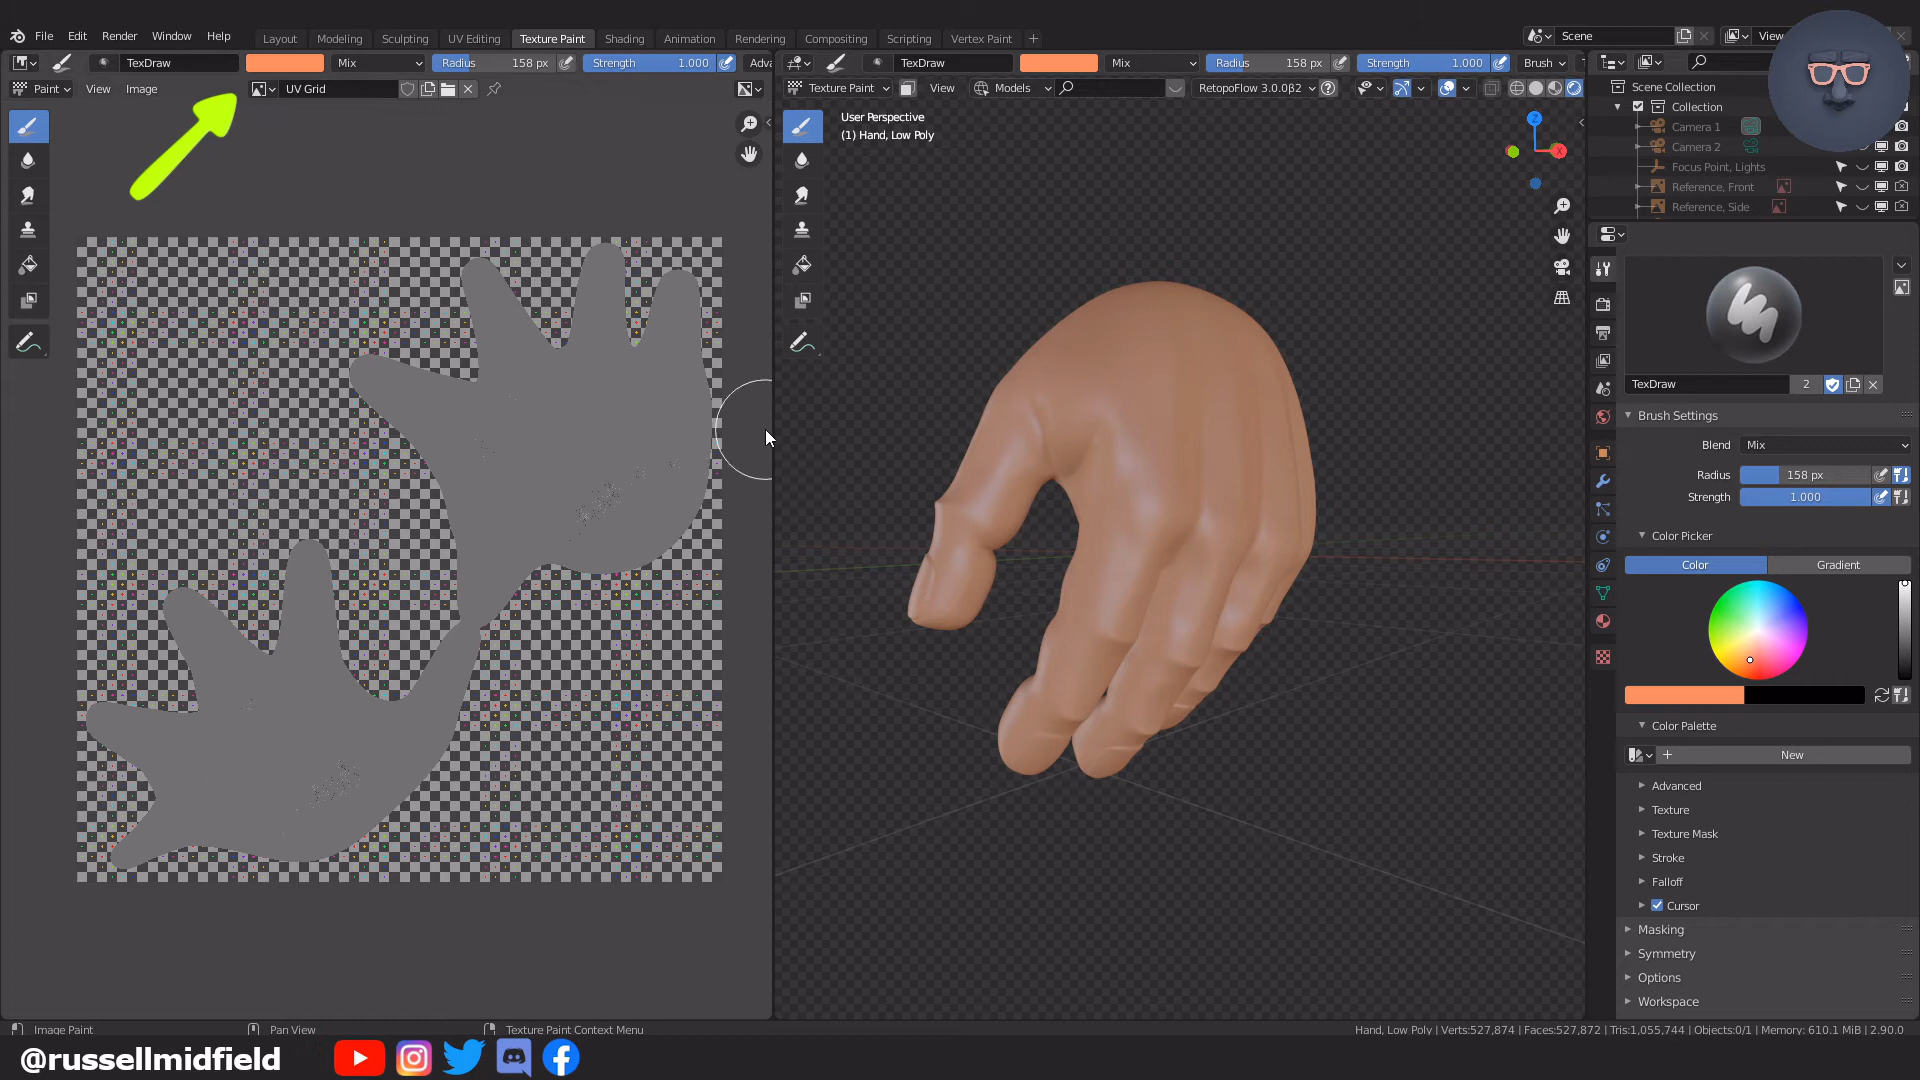 File Edit Render Window Help Layout Modeling Sculpting UV Editing Texture Paint Shading Animation Rendering Compositing Scripting Vertex Paint + Scene View
TexDraw Mix Radius 158 px Strength 1.000 Adv
TexDraw Mix Radius 158 px Strength 1.000 Brush
Paint View Image UV Grid
Texture Paint View Models RetopoFlow 3.0.0β2
User Perspective
(1) Hand, Low Poly
Z
X
Scene Collection
Collection
Camera 1
Camera 2
Focus Point, Lights
Reference, Front
Reference, Side
TexDraw 2
Brush Settings
Blend Mix
Radius 158 px
Strength 1.000
Color Picker
Color Gradient
Color Palette
+ New
Advanced
Texture
Texture Mask
Stroke
Falloff
Cursor
Masking
Symmetry
Options
Workspace
Image Paint Pan View Texture Paint Context Menu
Hand, Low Poly | Verts:527,874 | Faces:527,872 | Tris:1,055,744 | Objects:0/1 | Memory: 610.1 MiB | 2.90.0
@russellmidfield